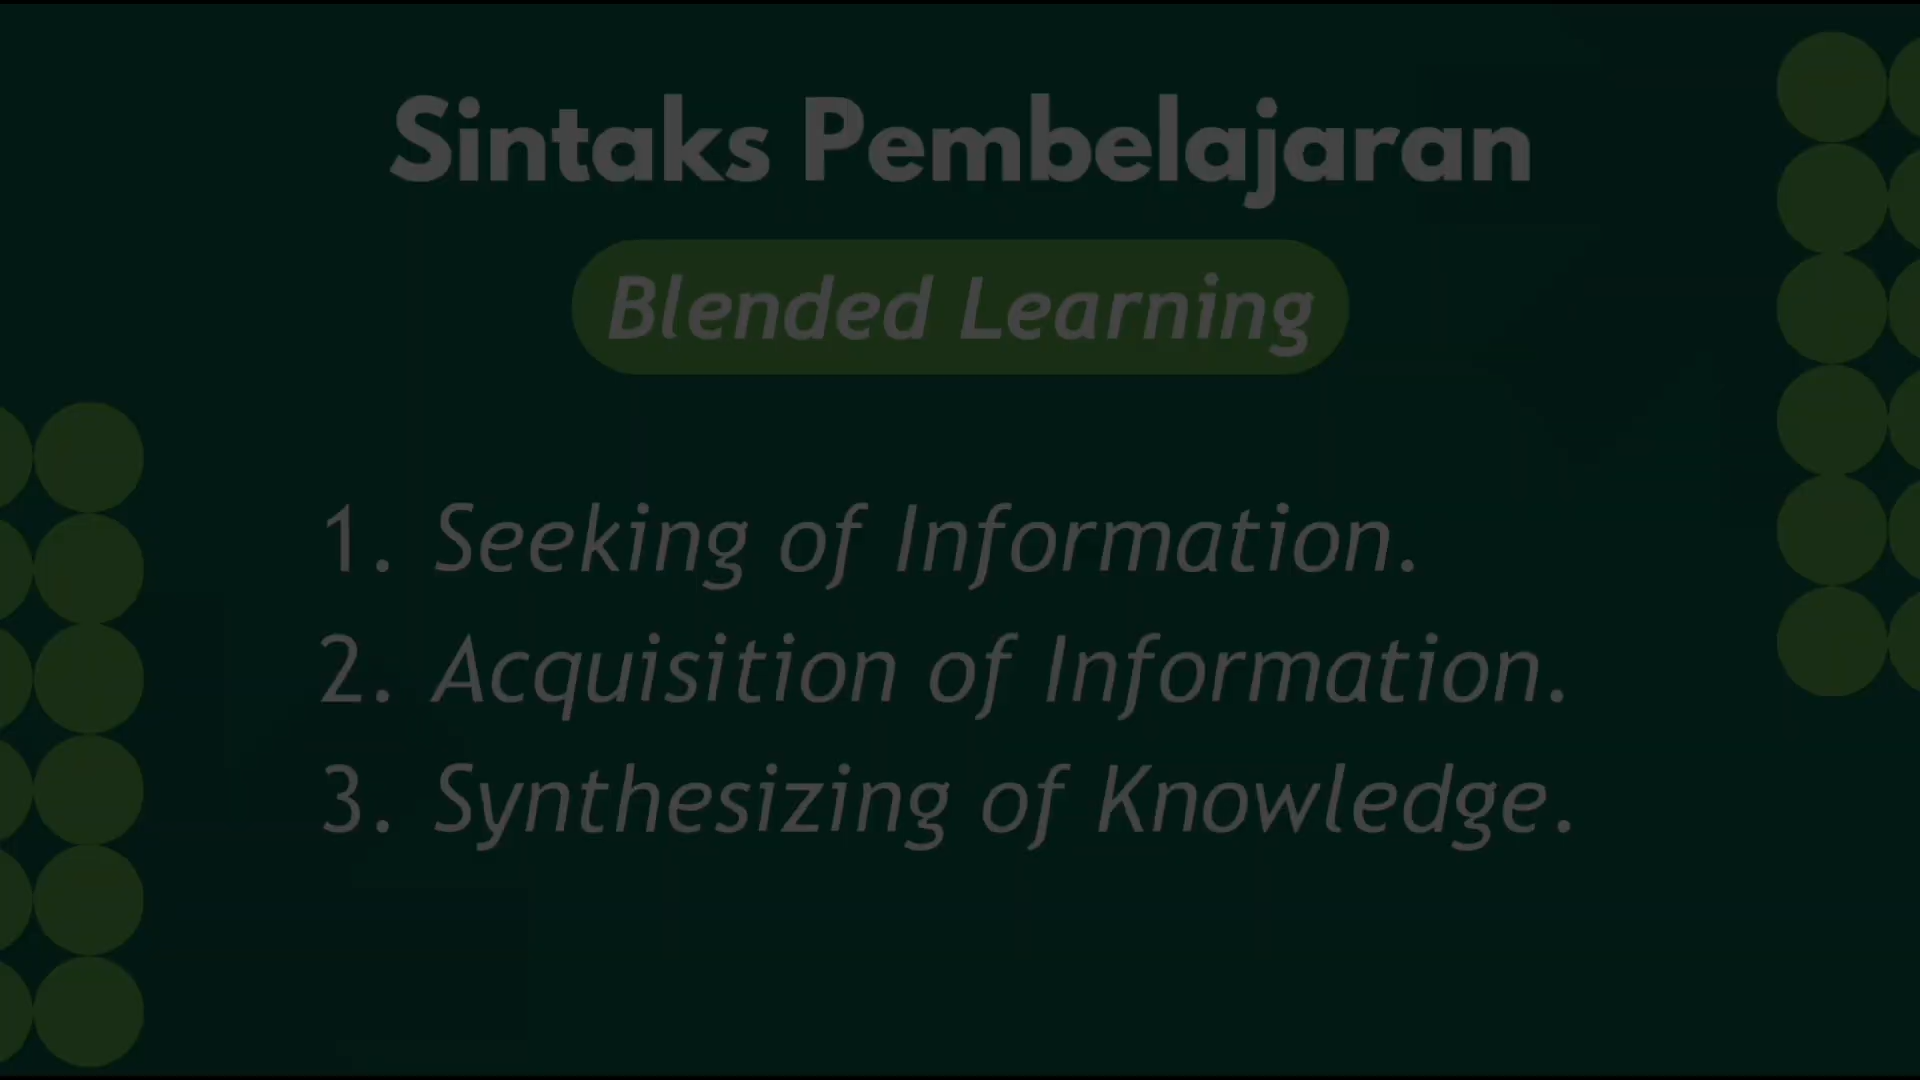 Sintaks Pembelajaran
Blended Learning
1. Seeking of Information.
2. Acquisition of Information.
3. Synthesizing of Knowledge.